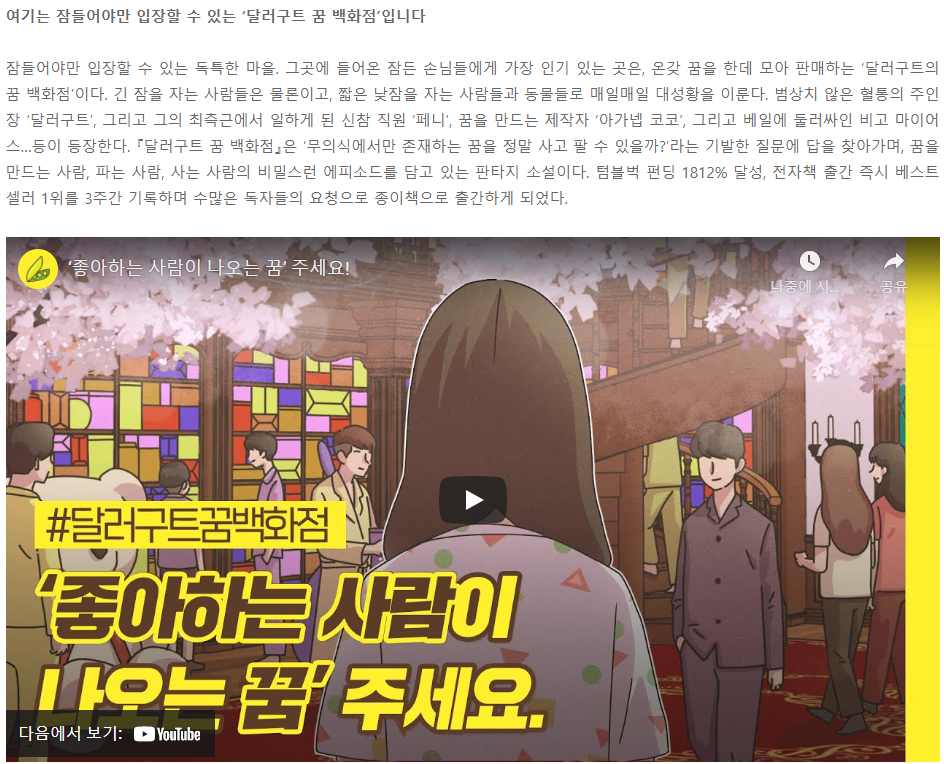 여기는 잠들어야만 입장할 수 있는 ‘달러구트 꿈 백화점’입니다
잠들어야만 입장할 수 있는 독특한 마을. 그곳에 들어온 잠든 손님들에게 가장 인기 있는 곳은, 온갖 꿈을 한데 모아 판매하는 ‘달러구트의
꿈 백화점’이다. 긴 잠을 자는 사람들은 물론이고, 짧은 낮잠을 자는 사람들과 동물들로 매일매일 대성황을 이룬다. 범상치 않은 혈통의 주인
장 ‘달러구트’, 그리고 그의 최측근에서 일하게 된 신참 직원 ‘페니’, 꿈을 만드는 제작자 ‘아가넵 코코’, 그리고 베일에 둘러싸인 비고 마이어
스…등이 등장한다. 『달러구트 꿈 백화점』은 ‘무의식에서만 존재하는 꿈을 정말 사고 팔 수 있을까?’라는 기발한 질문에 답을 찾아가며, 꿈을
만드는 사람, 파는 사람, 사는 사람의 비밀스런 에피소드를 담고 있는 판타지 소설이다. 텀블벅 펀딩 1812% 달성, 전자책 출간 즉시 베스트
셀러 1위를 3주간 기록하며 수많은 독자들의 요청으로 종이책으로 출간하게 되었다.
‘좋아하는 사람이 나오는 꿈’ 주세요!
나중에 시...
공유
#달러구트꿈백화점
‘좋아하는 사람이
나오는 꿈’ 주세요.
다음에서 보기: YouTube